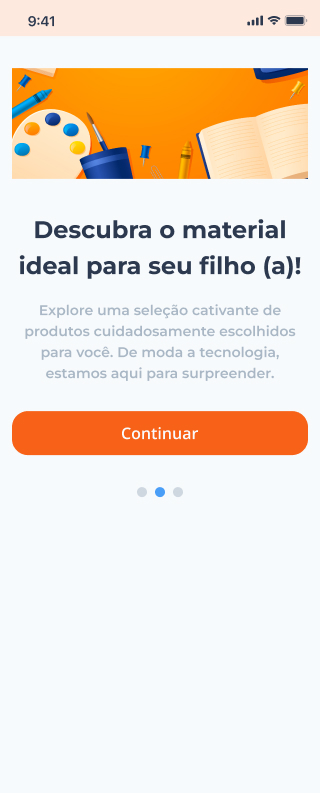 9:41
Descubra o material
ideal para seu filho (a)!
Explore uma seleção cativante de
produtos cuidadosamente escolhidos
para você. De moda a tecnologia,
estamos aqui para surpreender.
Continuar